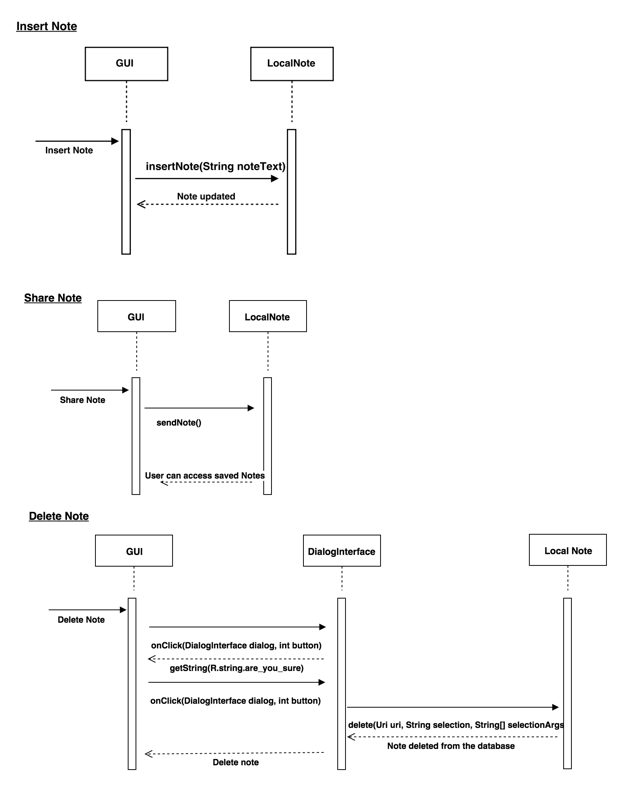 Insert Note
GUI
LocalNote
Insert Note
insertNote(String noteText)
Note updated
Share Note
GUI
LocalNote
Share Note
sendNote()
User can access saved Notes
Delete Note
GUI
DialogInterface
Local Note
Delete Note
onClick(DialogInterface dialog, int button)
getString(R.string.are_you_sure)
onClick(DialogInterface dialog, int button)
delete(Uri uri, String selection, String[] selectionArgs
Note deleted from the database
Delete note